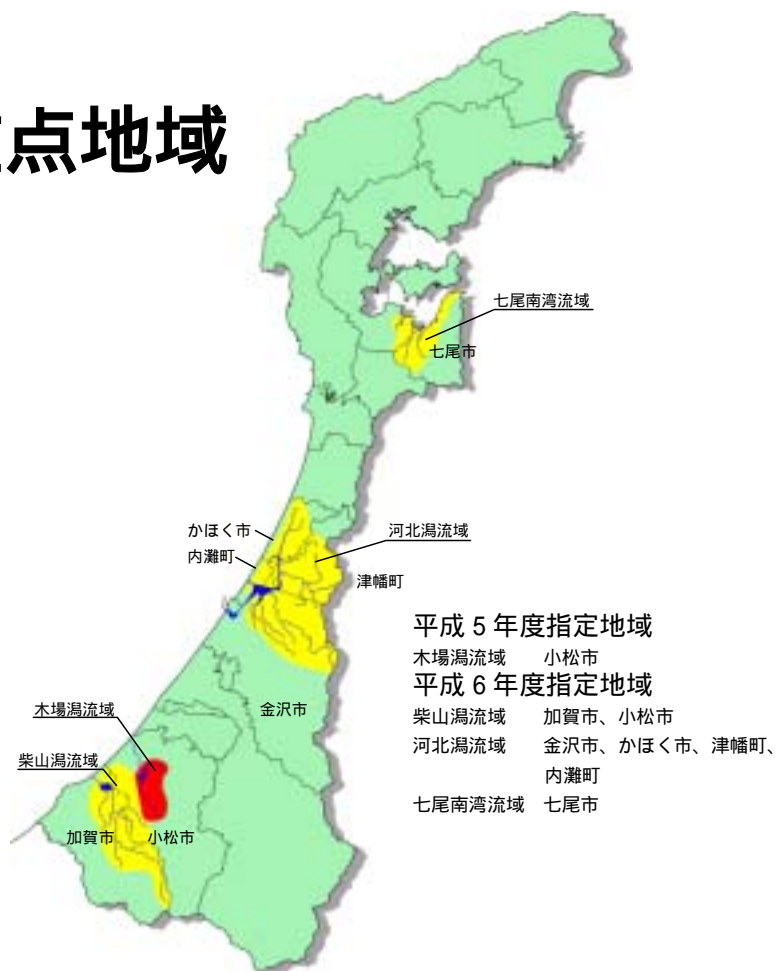 点地域
七尾南湾流域
七尾市
かほく市
河北潟流域
内灘町
津幡町
平成５年度指定地域
木場潟流域 小松市
平成６年度指定地域
柴山潟流域 加賀市、小松市
河北潟流域 金沢市、かほく市、津幡町、
内灘町
七尾南湾流域 七尾市
金沢市
木場潟流域
柴山潟流域
加賀市 小松市